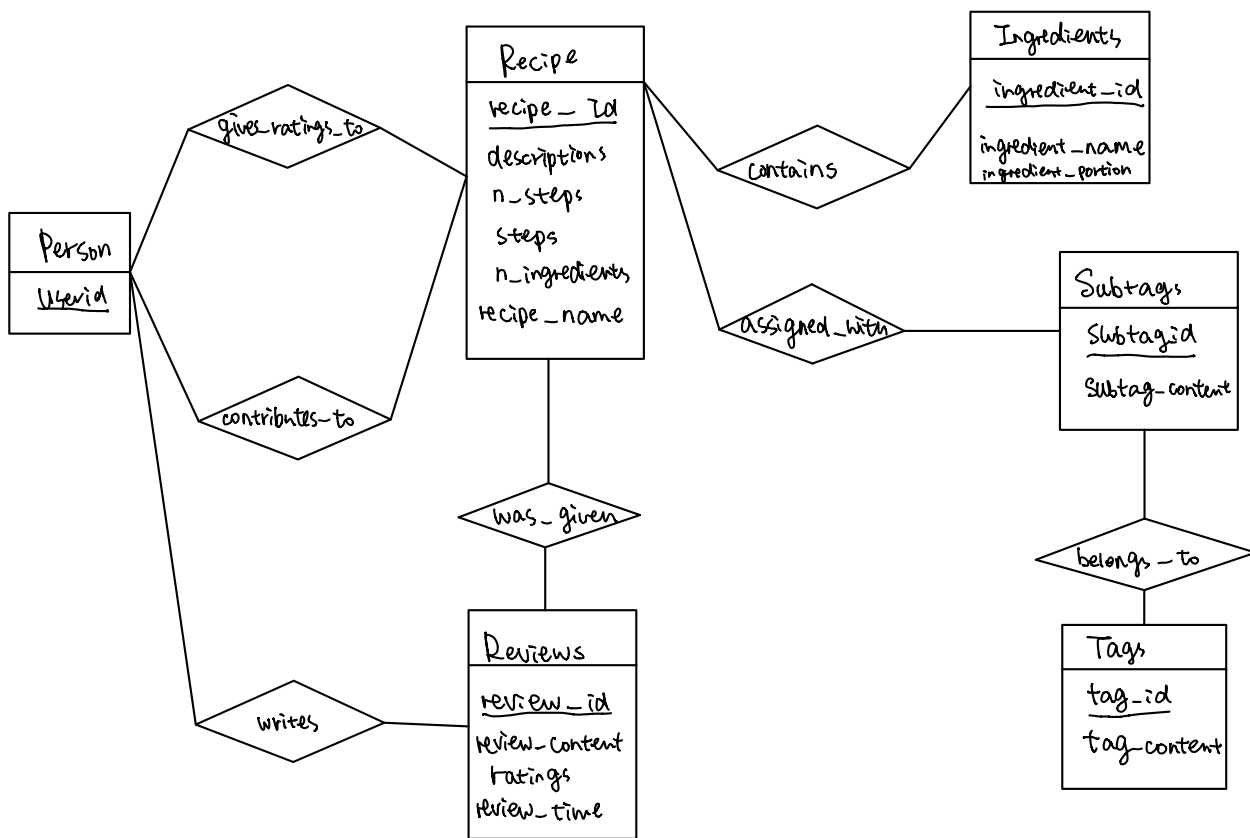 Recipe
recipe_Id
descriptions
n_steps
steps
n_ingredients
recipe_name
Ingredients
ingredient_id
ingredient_name
ingredient_portion
gives_ratings_to
contains
Person
Userid
assigned_with
Subtags
subtagid
subtag_content
contributes_to
was_given
belongs_to
Reviews
review_id
review_content
ratings
review_time
writes
Tags
tag_id
tag_content